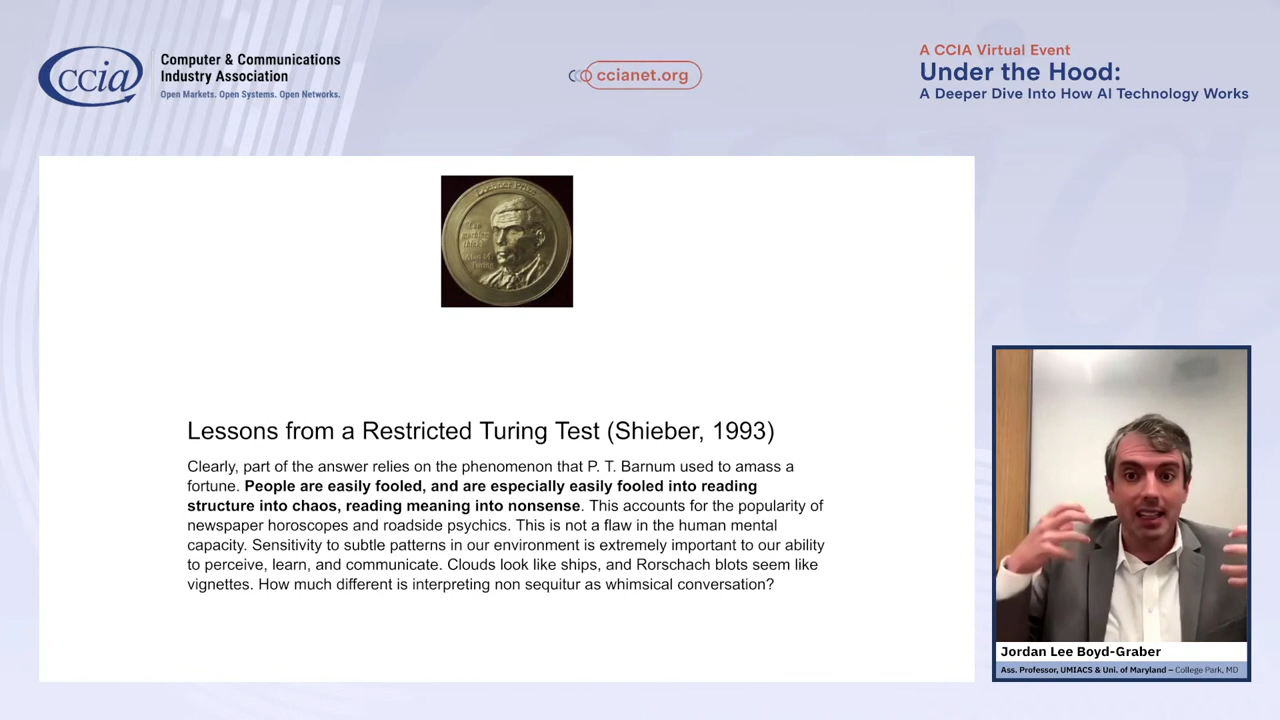 ccia
Computer & Communications
Industry Association
Open Markets. Open Systems. Open Networks.
ccianet.org
A CCIA Virtual Event
Under the Hood:
A Deeper Dive Into How AI Technology Works
Lessons from a Restricted Turing Test (Shieber, 1993)
Clearly, part of the answer relies on the phenomenon that P. T. Barnum used to amass a
fortune. People are easily fooled, and are especially easily fooled into reading
structure into chaos, reading meaning into nonsense. This accounts for the popularity of
newspaper horoscopes and roadside psychics. This is not a flaw in the human mental
capacity. Sensitivity to subtle patterns in our environment is extremely important to our ability
to perceive, learn, and communicate. Clouds look like ships, and Rorschach blots seem like
vignettes. How much different is interpreting non sequitur as whimsical conversation?
Jordan Lee Boyd-Graber
Ass. Professor, UMIACS & Uni. of Maryland – College Park, MD